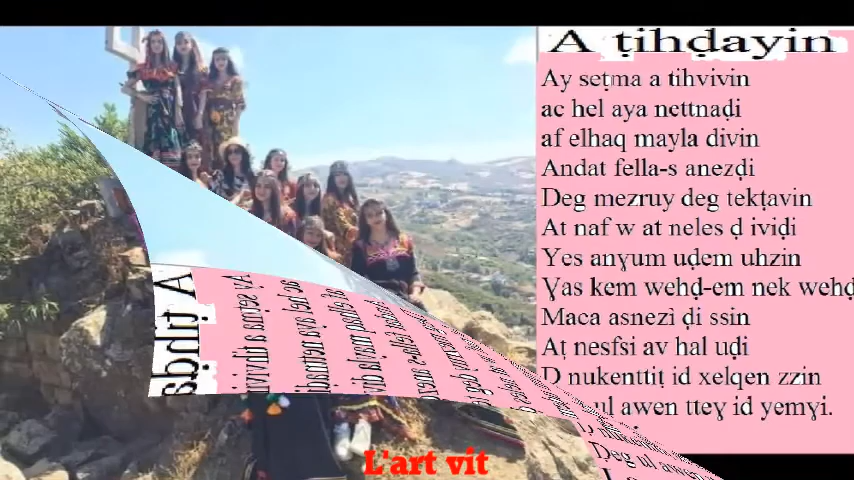 A ṭihḍayin
Ay seṭma a tihvivin
ac hel aya nettnaḍi
af elhaq mayla divin
Andat fella-s anezḍi
Deg mezruy deg tekṭavin
At naf w at neles ḍ iviḍi
Yes anɣum uḍem uhzin
Ɣas kem wehḍ-em nek wehḍ
Maca asnezi ḍi ssin
Aṭ nesfsi av hal uḍi
D nukenttiṭ id xelqen zzin
ul awen tteɣ id yemɣi.
L'art vit